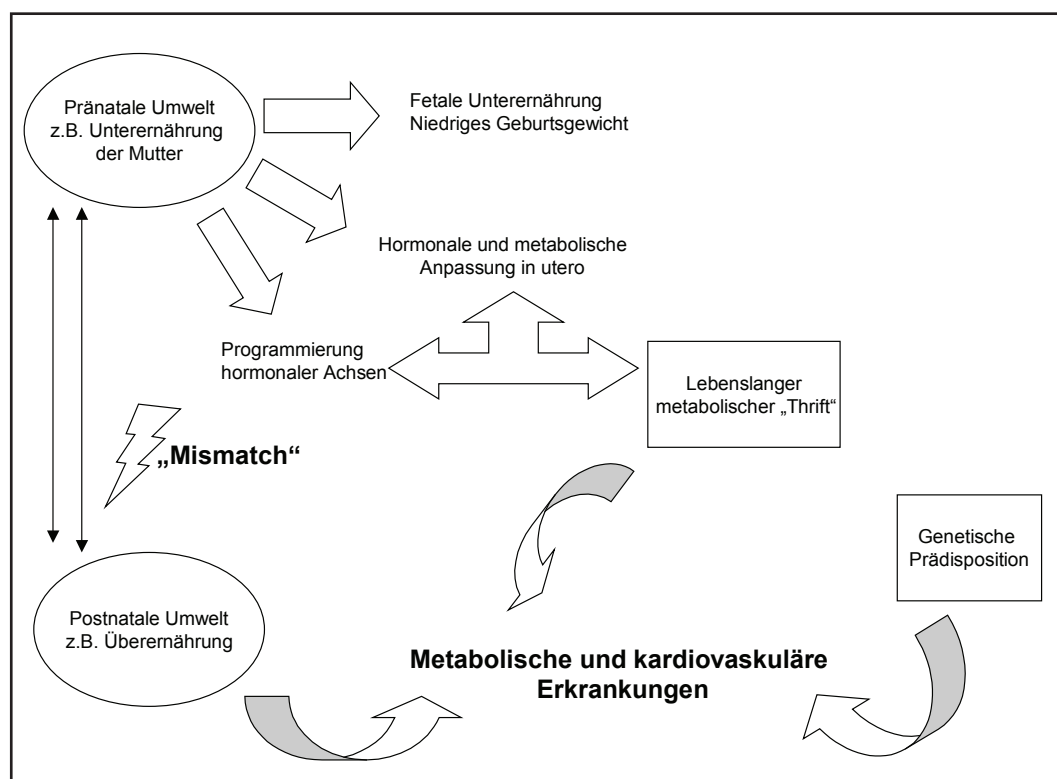 Pränatale Umwelt
z.B. Unterernährung
der Mutter
Fetale Unterernährung
Niedriges Geburtsgewicht
Hormonale und metabolische
Anpassung in utero
Programmierung
hormonaler Achsen
Lebenslanger
metabolischer „Thrift“
„Mismatch“
Genetische
Prädisposition
Postnatale Umwelt
z.B. Überernährung
Metabolische und kardiovaskuläre
Erkrankungen